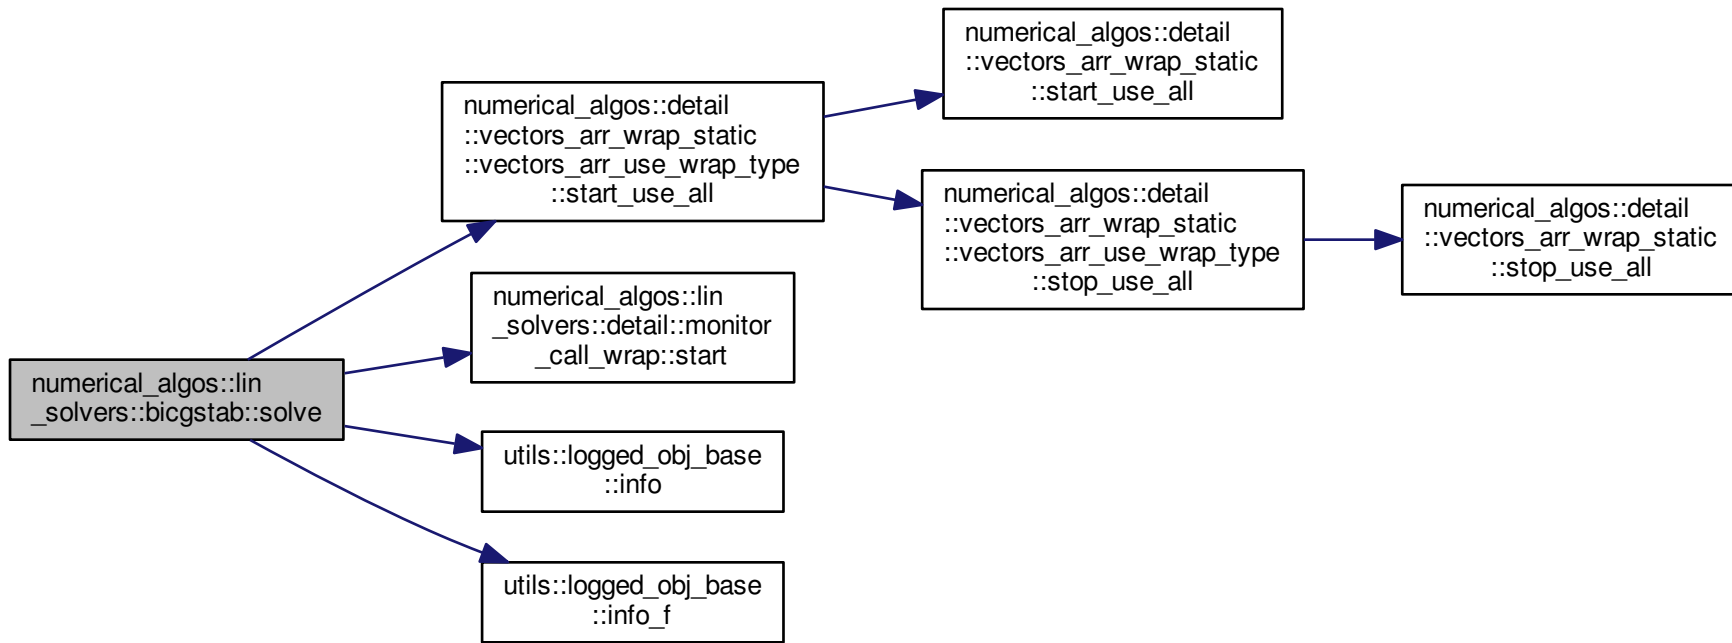 numerical_algos::lin
_solvers::bicgstab::solve
numerical_algos::detail
::vectors_arr_wrap_static
::vectors_arr_use_wrap_type
::start_use_all
numerical_algos::detail
::vectors_arr_wrap_static
::start_use_all
numerical_algos::detail
::vectors_arr_wrap_static
::vectors_arr_use_wrap_type
::stop_use_all
numerical_algos::detail
::vectors_arr_wrap_static
::stop_use_all
numerical_algos::lin
_solvers::detail::monitor
_call_wrap::start
utils::logged_obj_base
::info
utils::logged_obj_base
::info_f